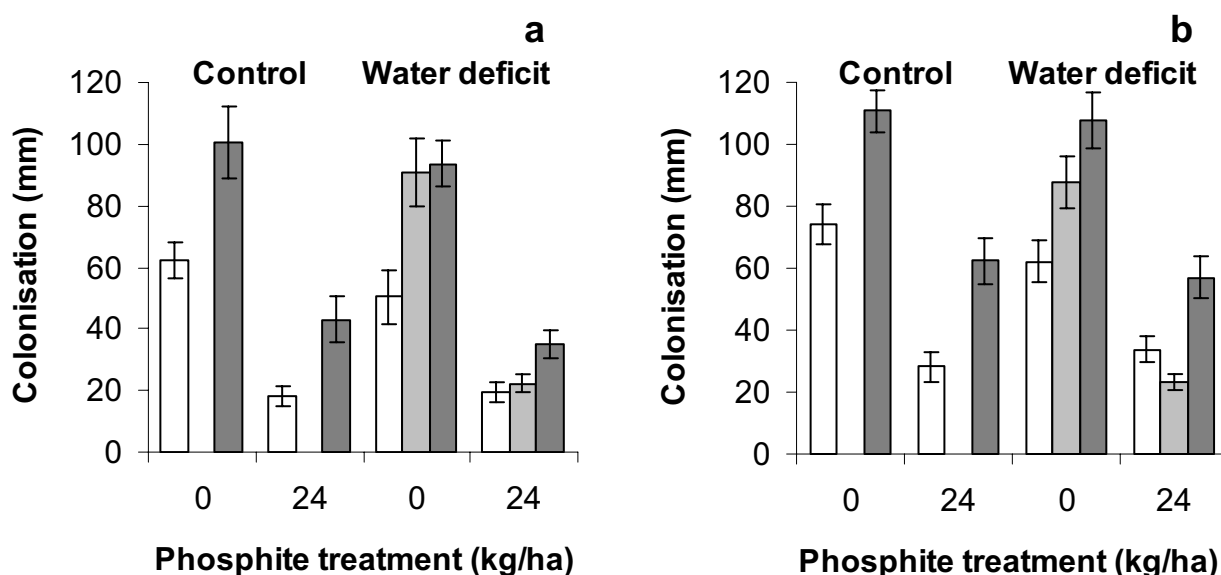 a
Control Water deficit
120
100
80
60
40
20
0
Colonisation (mm)
0 24 0 24
Phosphite treatment (kg/ha)
b
Control Water deficit
120
100
80
60
40
20
0
Colonisation (mm)
0 24 0 24
Phosphite treatment (kg/ha)